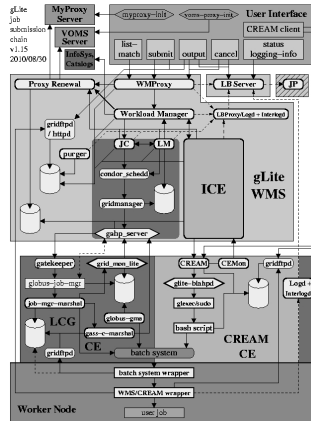 gLite
job
submission
chain
v1.15
2010/08/30
MyProxy
Server
VOMS
Server
InfoSys,
Catalogs
myproxy-init
voms-proxy-init
User Interface
CREAM client
list-
match
submit
output
cancel
status
logging-info
Proxy Renewal
WMProxy
LB Server
JP
Workload Manager
LBProxy/Logd + Interlogd
gridftpd
/ httpd
purger
JC
LM
condor_schedd
gridmanager
gahp_server
ICE
gLite
WMS
gatekeeper
grid_mon_lite
globus-job-mgr
job-mgr-marshal
globus-gma
gass-c-marshal
LCG
CE
gridftpd
batch system
CREAM
CEMon
gridftpd
glite-blahpd
glexec/sudo
bash script
Logd +
Interlogd
CREAM
CE
batch system wrapper
WMS/CREAM wrapper
Worker Node
user job